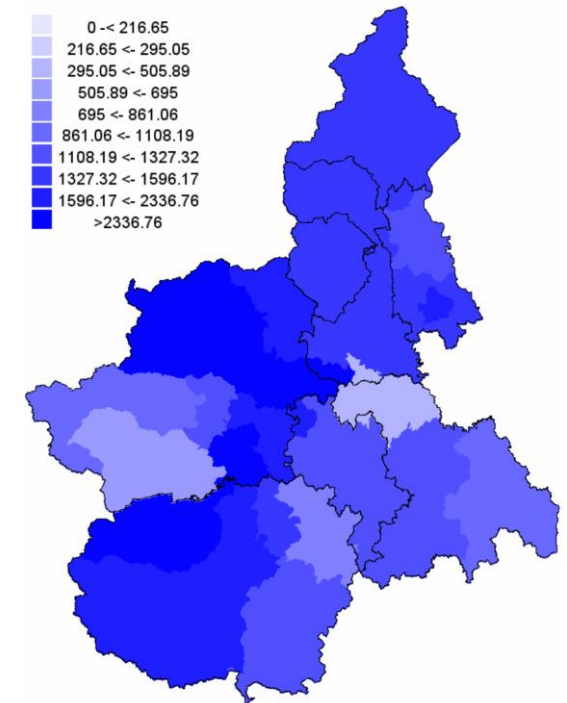 0 -< 216.65
216.65 <- 295.05
295.05 <- 505.89
505.89 <- 695
695 <- 861.06
861.06 <- 1108.19
1108.19 <- 1327.32
1327.32 <- 1596.17
1596.17 <- 2336.76
>2336.76